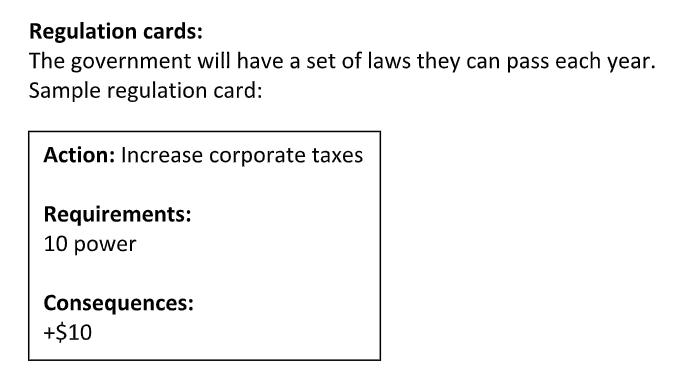 Regulation cards:
The government will have a set of laws they can pass each year.
Sample regulation card:
Action: Increase corporate taxes
Requirements:
10 power
Consequences:
+$10